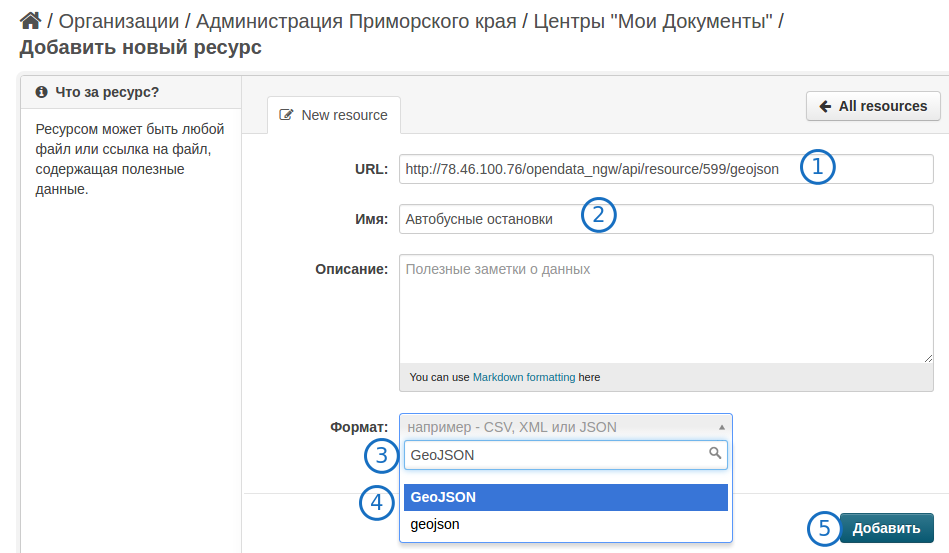 / Организации / Администрация Приморского края / Центры "Мои Документы" /
Добавить новый ресурс
Что за ресурс?
Ресурсом может быть любой
файл или ссылка на файл,
содержащая полезные
данные.
New resource
All resources
URL: http://78.46.100.76/opendata_ngw/api/resource/599/geojson 1
Имя: Автобусные остановки 2
Описание: Полезные заметки о данных
You can use Markdown formatting here
Формат: например - CSV, XML или JSON
3 GeoJSON
4 GeoJSON
geojson
5 Добавить